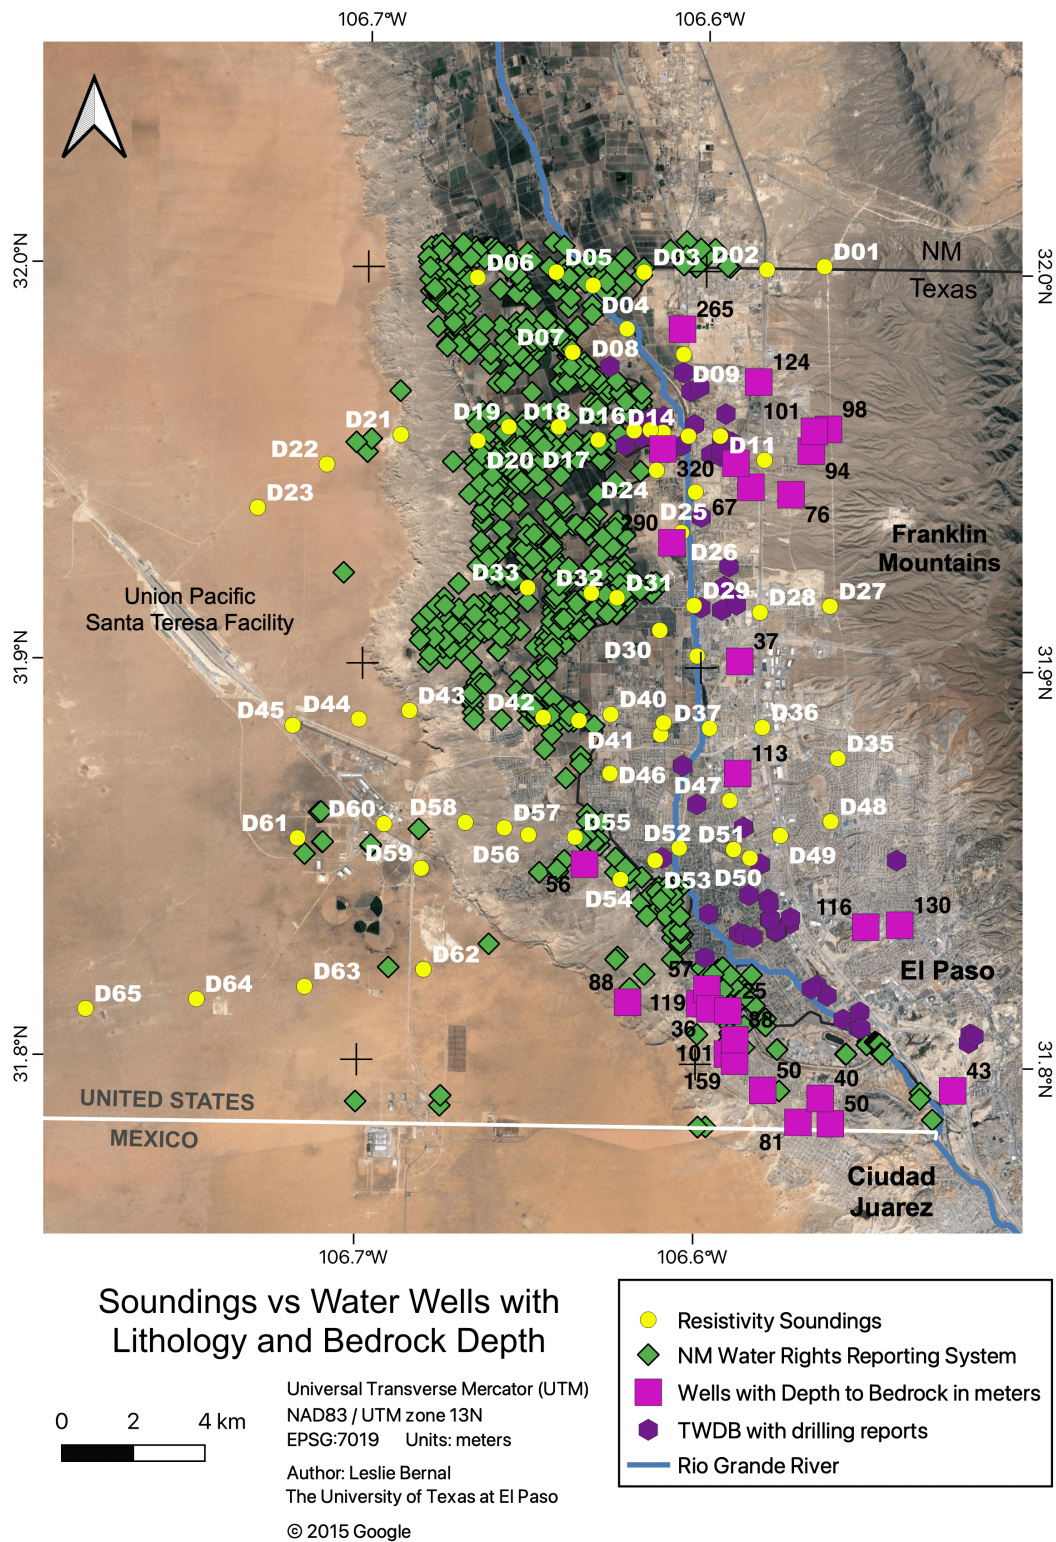 106.7°W
106.6°W
32.0°N
NM
Texas
32.0°N
D06
D05
D03
D02
D01
D04
265
D07
D08
D09
124
101
98
D21
D19
D18
D16
D14
D11
D22
D20
D17
320
94
D23
D24
67
76
290
D25
Franklin
Mountains
D26
D33
D32
D31
D29
D28
D27
Union Pacific
Santa Teresa Facility
D30
37
31.9°N
31.9°N
D45
D44
D43
D42
D40
D37
D36
D41
D35
113
D46
D47
D61
D60
D58
D57
D55
D48
D59
D56
D52
D51
D49
56
D54
D53
D50
116
130
D62
57
El Paso
D65
D64
D63
88
119
25
36
88
31.8°N
101
159
50
40
43
31.8°N
50
81
UNITED STATES
MEXICO
Ciudad
Juarez
106.7°W
106.6°W
Soundings vs Water Wells with
Lithology and Bedrock Depth
0 2 4 km
Universal Transverse Mercator (UTM)
NAD83 / UTM zone 13N
EPSG:7019 Units: meters
Author: Leslie Bernal
The University of Texas at El Paso
© 2015 Google
Resistivity Soundings
NM Water Rights Reporting System
Wells with Depth to Bedrock in meters
TWDB with drilling reports
Rio Grande River